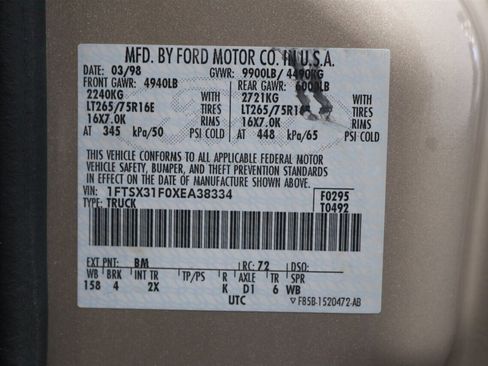 MFD. BY FORD MOTOR CO. IN U.S.A.
DATE: 03/98 GVWR: 9900LB/ 4490KG
FRONT GAWR: 4940LB REAR GAWR: 6000LB
2240KG WITH 2721KG WITH
LT265/75R16E TIRES LT265/75R16E TIRES
16X7.0K RIMS 16X7.0K RIMS
AT 345 kPa/50 PSI COLD AT 448 kPa/65 PSI COLD
THIS VEHICLE CONFORMS TO ALL APPLICABLE FEDERAL MOTOR
VEHICLE SAFETY, BUMPER, AND THEFT PREVENTION STANDARDS
IN EFFECT ON THE DATE OF MANUFACTURE SHOWN ABOVE.
VIN: 1FTSX31F0XEA38334 F0295
TYPE: TRUCK T0492
EXT PNT: BM RC: 72 DSO:
WB BRK INT TR TP/PS R AXLE TR SPR
158 4 2X K D1 6 WB
UTC F85B-1520472-AB